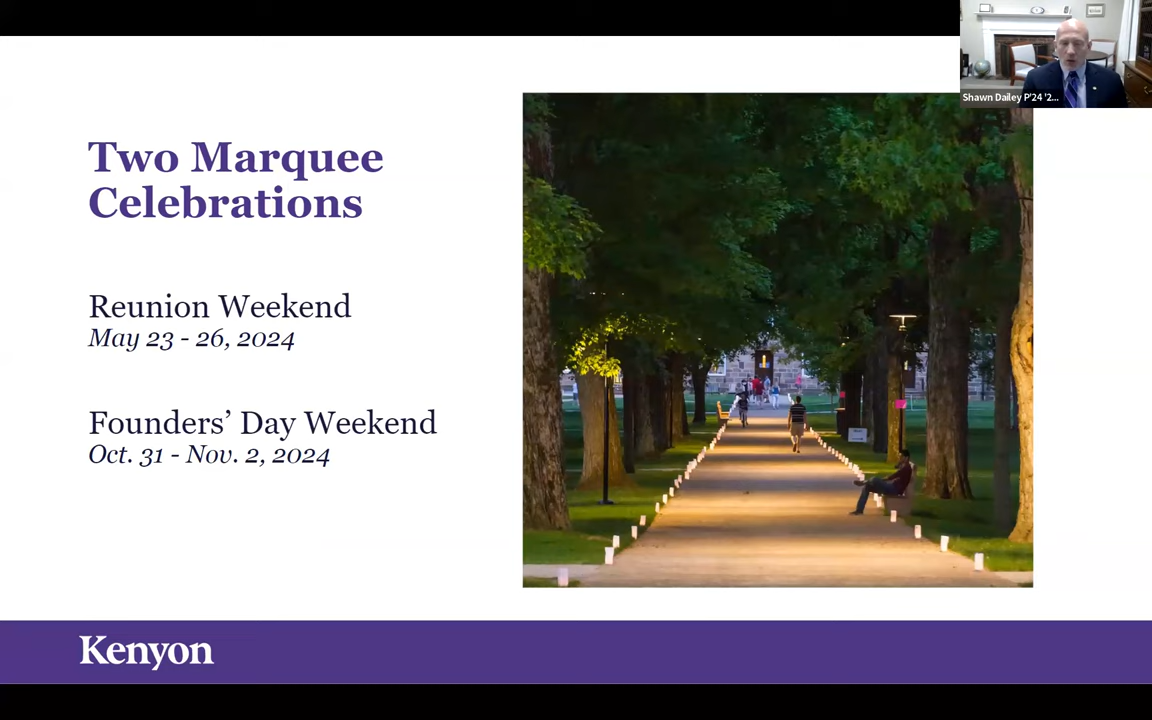 Two Marquee
Celebrations
Reunion Weekend
May 23 - 26, 2024
Founders' Day Weekend
Oct. 31 - Nov. 2, 2024
Kenyon
Shawn Dailey P'24 '2...